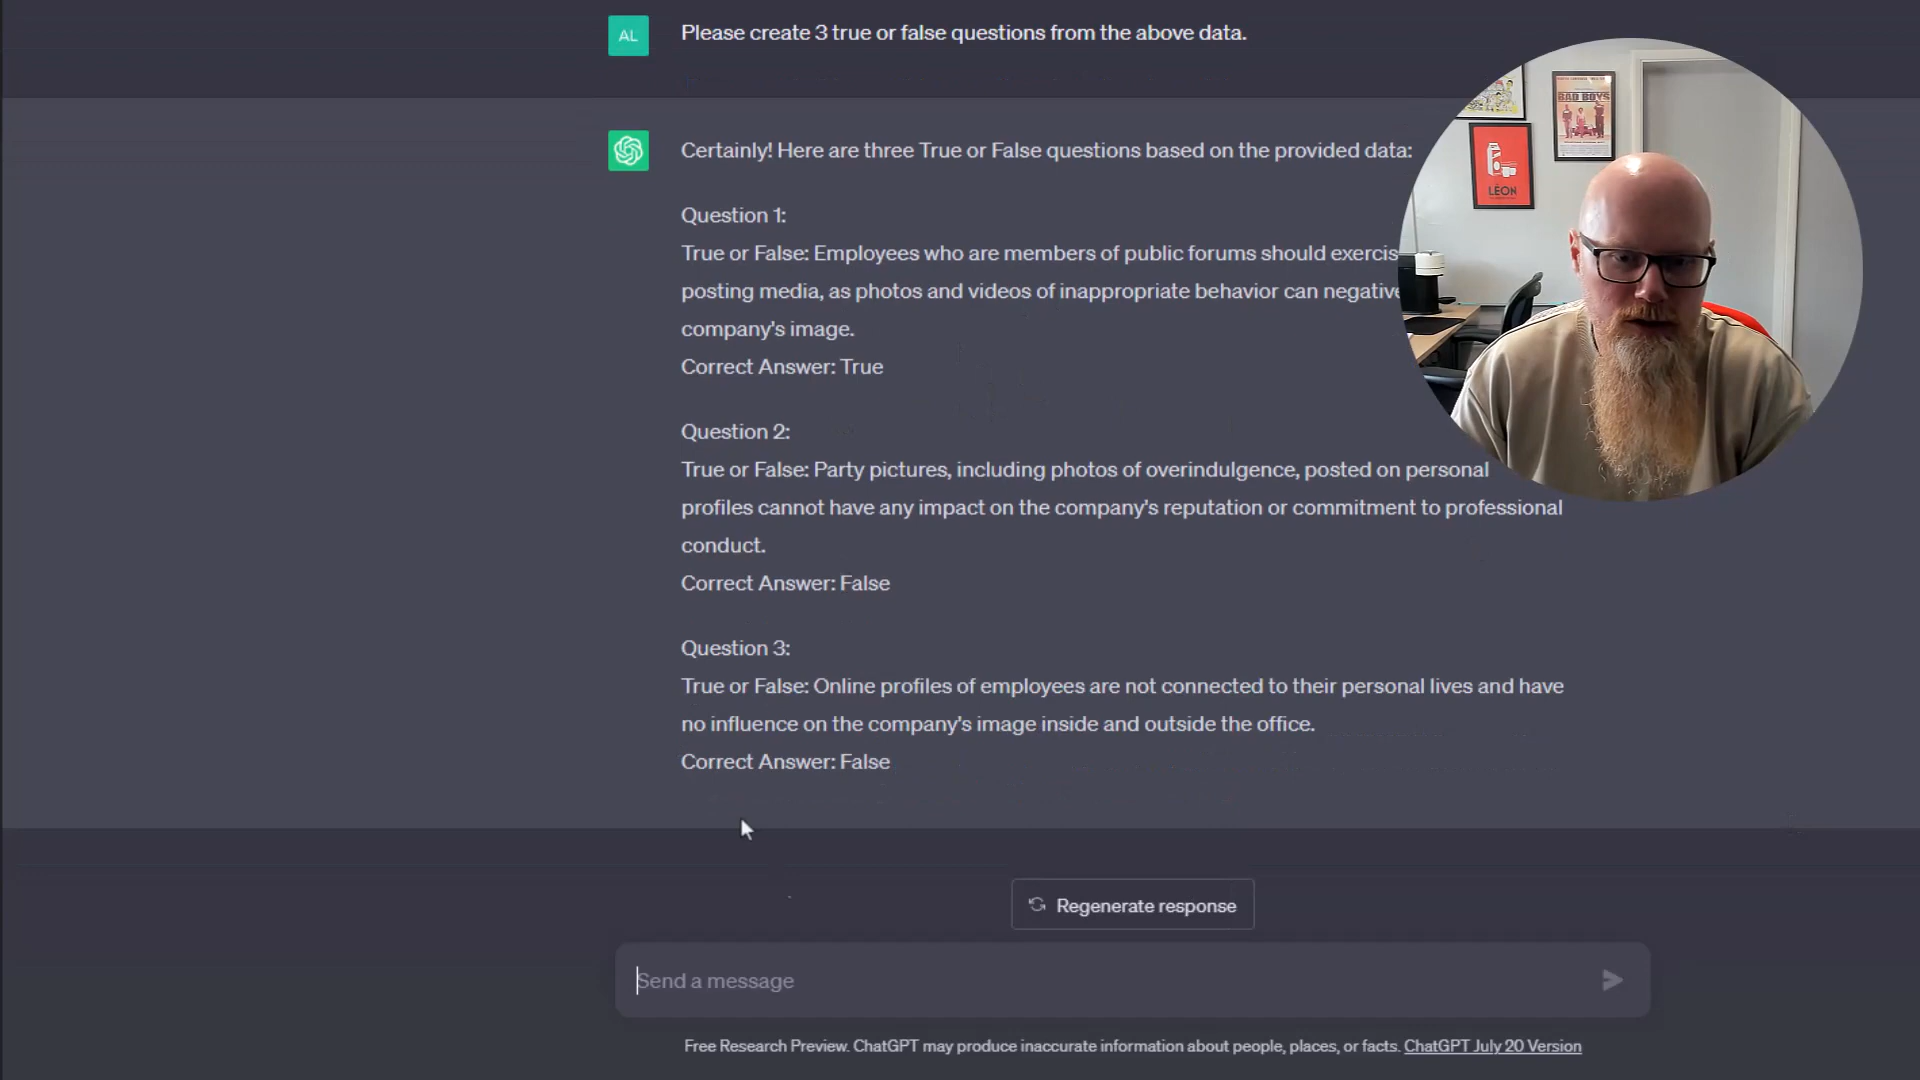 AL
Please create 3 true or false questions from the above data.
Certainly! Here are three True or False questions based on the provided data:
Question 1:
True or False: Employees who are members of public forums should
posting media, as photos and videos of inappropriate behavior can
company's image.
Correct Answer: True
Question 2:
True or False: Party pictures, including photos of overindulgence, posted on personal
profiles cannot have any impact on the company's reputation or commitment to professional
conduct.
Correct Answer: False
Question 3:
True or False: Online profiles of employees are not connected to their personal lives and have
no influence on the company's image inside and outside the office.
Correct Answer: False
BAD BOYS
LÉON
Regenerate response
Send a message
Free Research Preview. ChatGPT may produce inaccurate information about people, places, or facts. ChatGPT July 20 Version